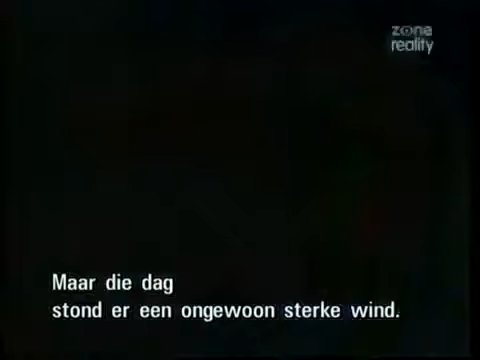 zone
reality
Maar die dag
stond er een ongewoon sterke wind.